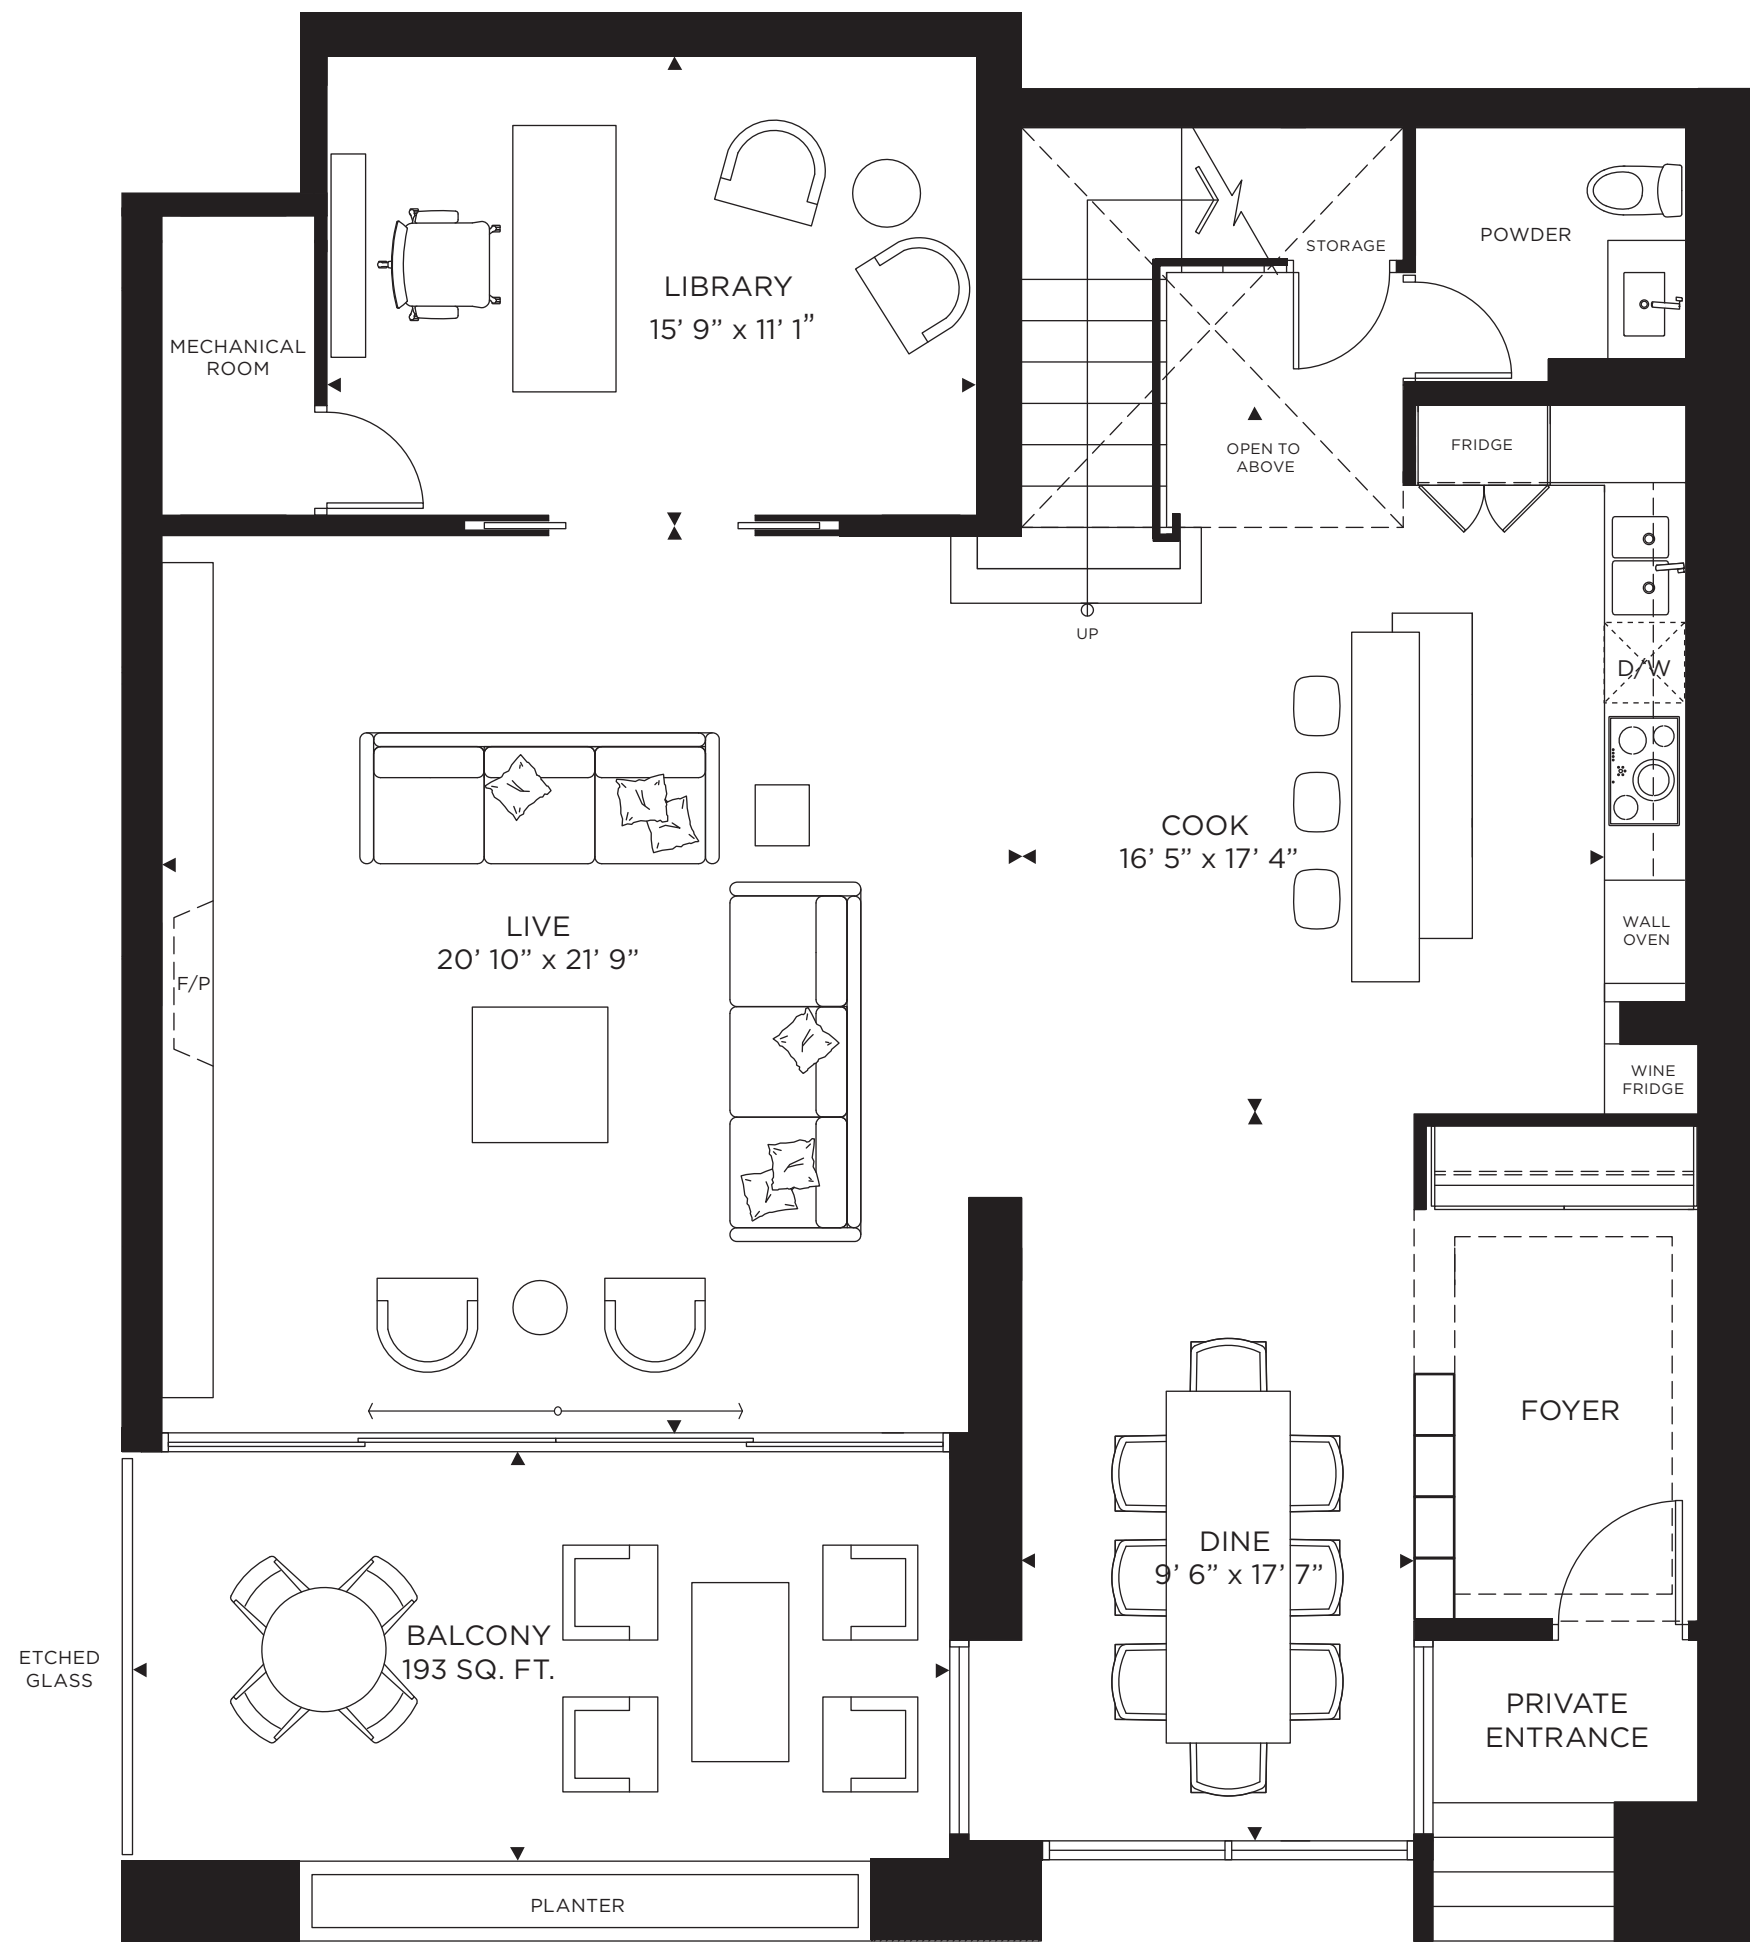 STORAGE
POWDER
LIBRARY
15’ 9” x 11’ 1”
MECHANICAL
ROOM
OPEN TO
ABOVE
FRIDGE
UP
D/W
COOK
16’ 5” x 17’ 4”
LIVE
20’ 10” x 21’ 9”
WALL
OVEN
F/P
WINE
FRIDGE
FOYER
DINE
9’ 6” x 17’ 7”
BALCONY
193 SQ. FT.
ETCHED
GLASS
PRIVATE
ENTRANCE
PLANTER